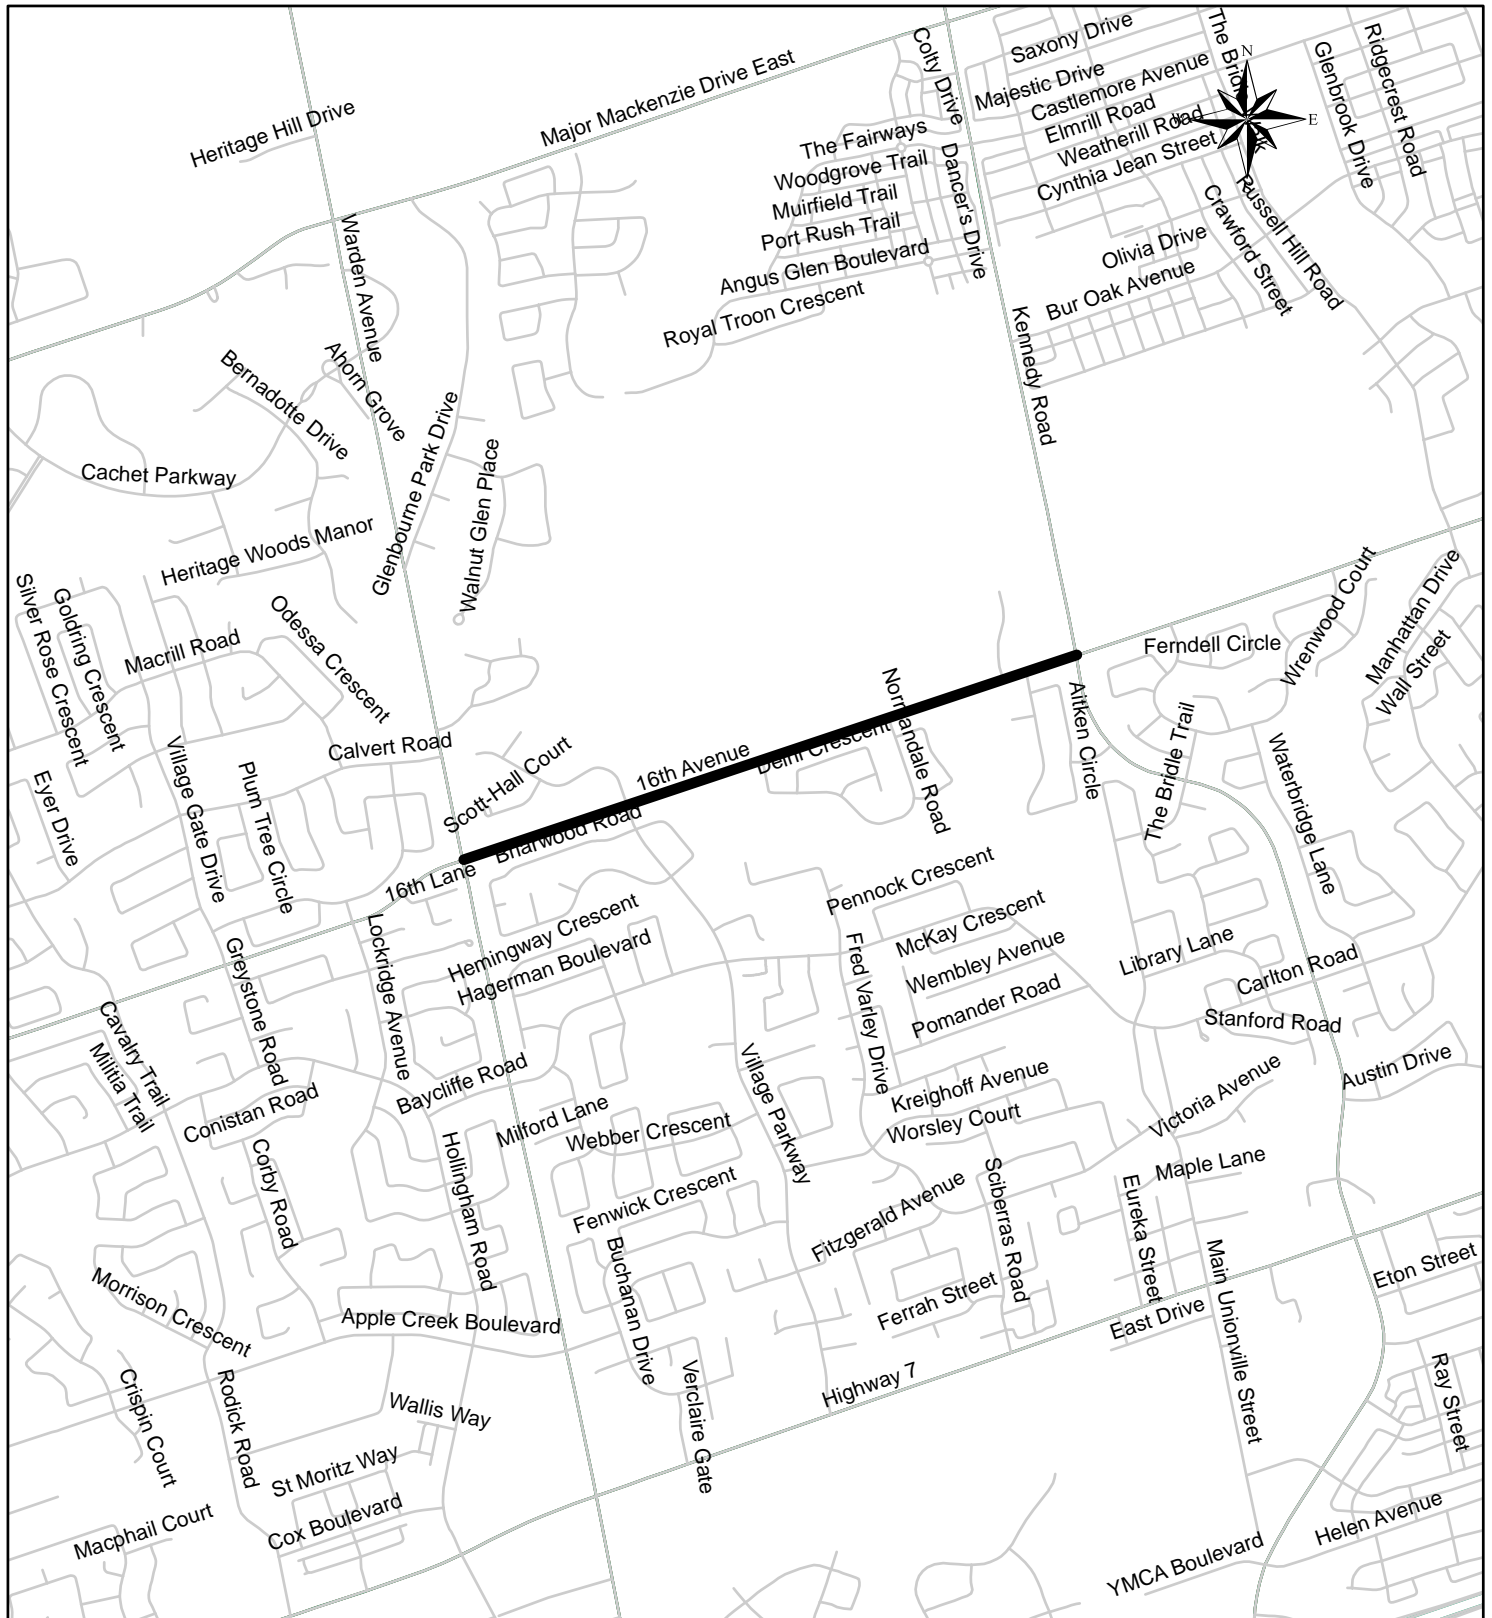 Saxony Drive
Colty Drive
The Bridle Walk
Ridgecrest Road
Glenbrook Drive
N
E
Major Mackenzie Drive East
Majestic Drive
Castlemore Avenue
Elmrill Road
Weatherill Road
Cynthia Jean Street
Heritage Hill Drive
The Fairways
Woodgrove Trail
Muirfield Trail
Port Rush Trail
Angus Glen Boulevard
Royal Troon Crescent
Dancer's Drive
Russell Hill Road
Crawford Street
Olivia Drive
Bur Oak Avenue
Kennedy Road
Warden Avenue
Ahorn Grove
Bernadotte Drive
Glenbourne Park Drive
Walnut Glen Place
Cachet Parkway
Heritage Woods Manor
Silver Rose Crescent
Goldring Crescent
Macrill Road
Odessa Crescent
Calvert Road
Wrenwood Court
Manhattan Drive
Wall Street
Ferndell Circle
Normandale Road
Aitken Circle
The Bridle Trail
Waterbridge Lane
16th Avenue
Delhi Crescent
Scott-Hall Court
Briarwood Road
16th Lane
Eyer Drive
Village Gate Drive
Plum Tree Circle
Pennock Crescent
McKay Crescent
Wembley Avenue
Pomander Road
Library Lane
Carlton Road
Stanford Road
Hemingway Crescent
Hagerman Boulevard
Lockridge Avenue
Greystone Road
Fred Varley Drive
Cavalry Trail
Militia Trail
Conistan Road
Baycliffe Road
Milford Lane
Webber Crescent
Village Parkway
Kreighoff Avenue
Worsley Court
Victoria Avenue
Austin Drive
Maple Lane
Corby Road
Hollingham Road
Fenwick Crescent
Fitzgerald Avenue
Sciberras Road
Eureka Street
Buchanan Drive
Ferrah Street
Main Unionville Street
Eton Street
East Drive
Morrison Crescent
Apple Creek Boulevard
Highway 7
Verclaire Gate
Crispin Court
Rodick Road
Wallis Way
Ray Street
St Moritz Way
Cox Boulevard
Macphail Court
Helen Avenue
YMCA Boulevard